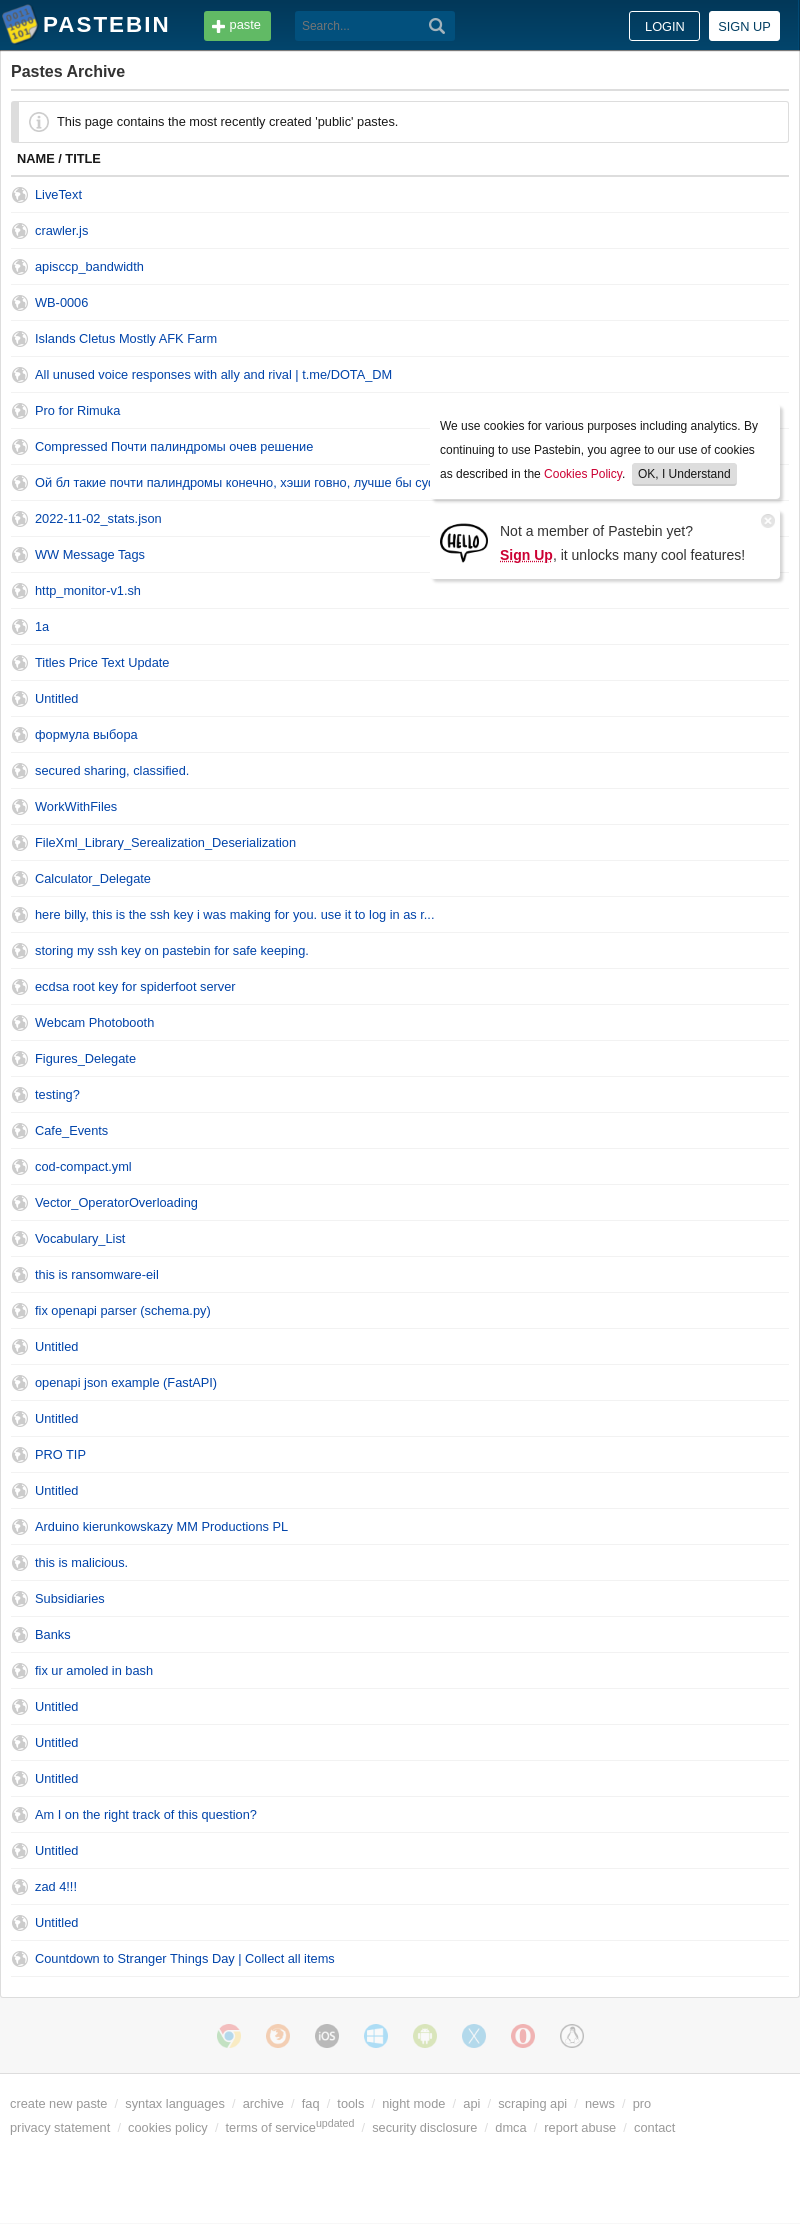 PASTEBIN
paste
Search...
LOGIN
SIGN UP
Pastes Archive
This page contains the most recently created 'public' pastes.
NAME / TITLE
LiveText
crawler.js
apisccp_bandwidth
WB-0006
Islands Cletus Mostly AFK Farm
All unused voice responses with ally and rival | t.me/DOTA_DM
Pro for Rimuka
Compressed Почти палиндромы очев решение
Ой бл такие почти палиндромы конечно, хэши говно, лучше бы
2022-11-02_stats.json
WW Message Tags
We use cookies for various purposes including analytics. By
continuing to use Pastebin, you agree to our use of cookies
as described in the Cookies Policy. OK, I Understand
HELLO
Not a member of Pastebin yet?
Sign Up, it unlocks many cool features!
http_monitor-v1.sh
1a
Titles Price Text Update
Untitled
формула выбора
secured sharing, classified.
WorkWithFiles
FileXml_Library_Serealization_Deserialization
Calculator_Delegate
here billy, this is the ssh key i was making for you. use it to log in as r...
storing my ssh key on pastebin for safe keeping.
ecdsa root key for spiderfoot server
Webcam Photobooth
Figures_Delegate
testing?
Cafe_Events
cod-compact.yml
Vector_OperatorOverloading
Vocabulary_List
this is ransomware-eil
fix openapi parser (schema.py)
Untitled
openapi json example (FastAPI)
Untitled
PRO TIP
Untitled
Arduino kierunkowskazy MM Productions PL
this is malicious.
Subsidiaries
Banks
fix ur amoled in bash
Untitled
Untitled
Untitled
Am I on the right track of this question?
Untitled
zad 4!!!
Untitled
Countdown to Stranger Things Day | Collect all items
iOS
create new paste / syntax languages / archive / faq / tools / night mode / api / scraping api / news / pro
privacy statement / cookies policy / terms of service updated / security disclosure / dmca / report abuse / contact